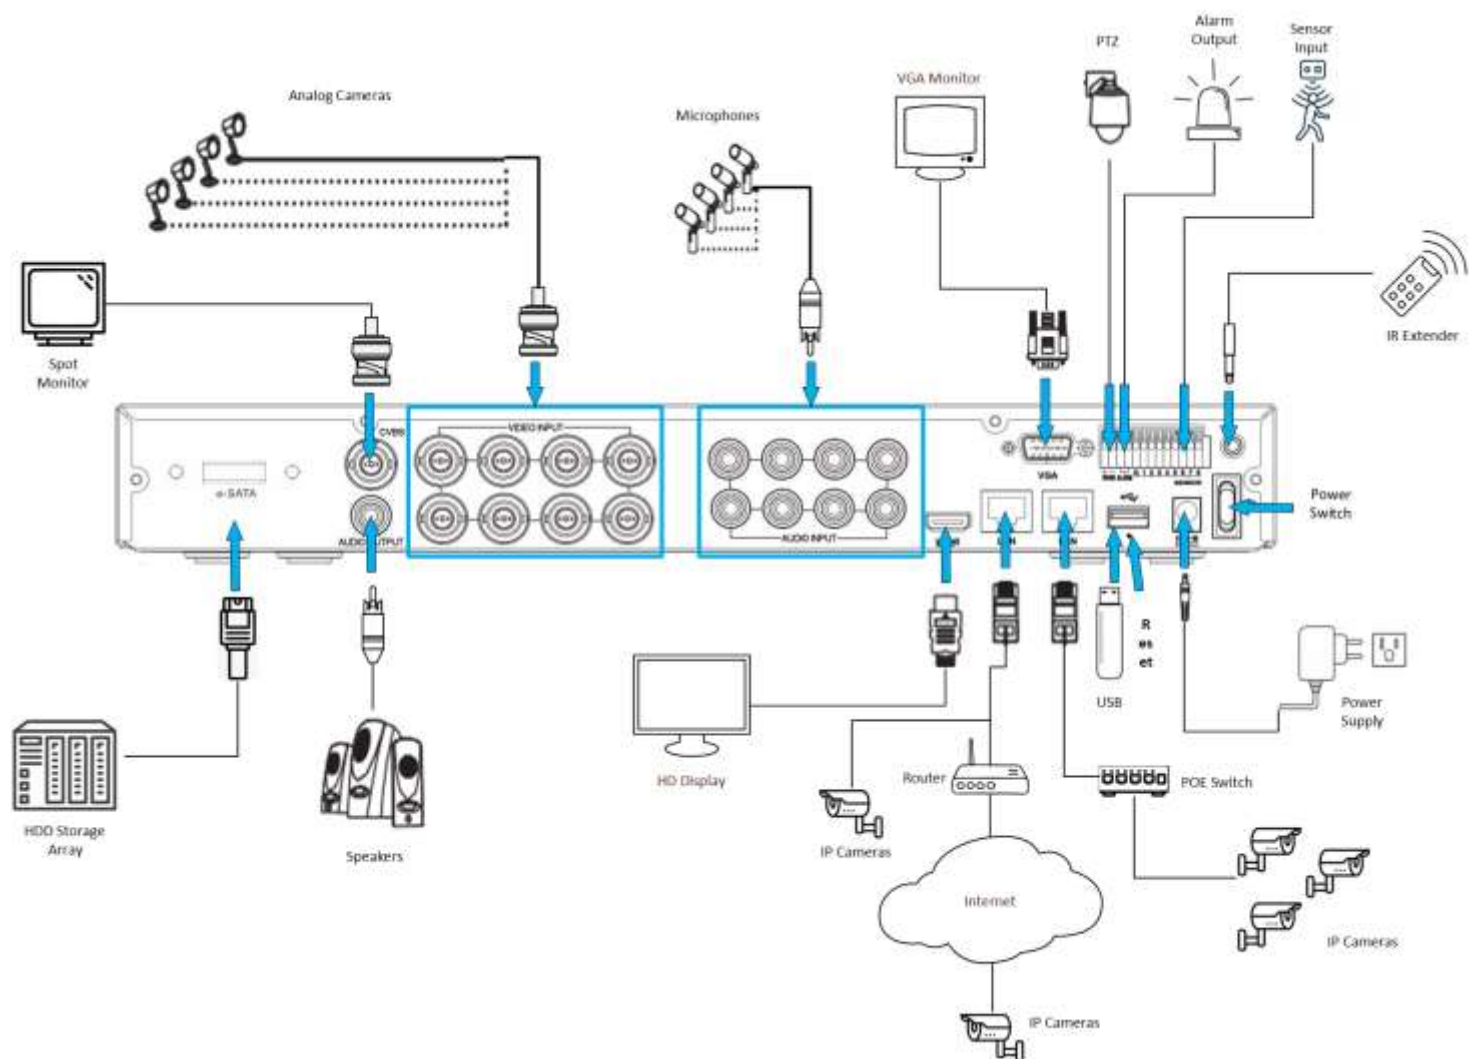 PTZ
Alarm
Output
Sensor
Input
VGA Monitor
Analog Cameras
Microphones
IR Extender
Spot
Monitor
CVBS
VIDEO INPUT
VGA
SENSOR
e-SATA
Power
Switch
AUDIO OUTPUT
AUDIO INPUT
R
es
et
USB
Power
Supply
HD Display
Router
POE Switch
HDD Storage
Array
Speakers
IP Cameras
Internet
IP Cameras
IP Cameras